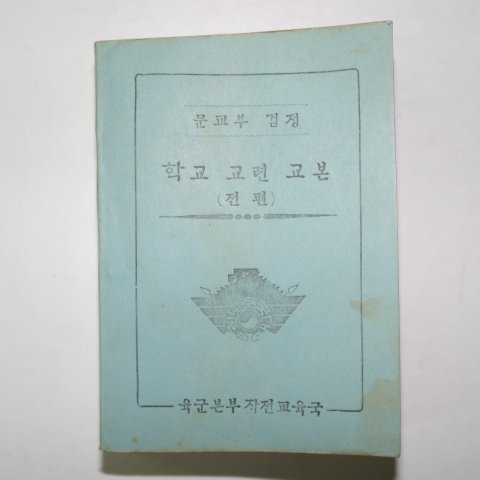 문교부 검정
학교 교련 교본
(전 편)
육군본부작전교육국